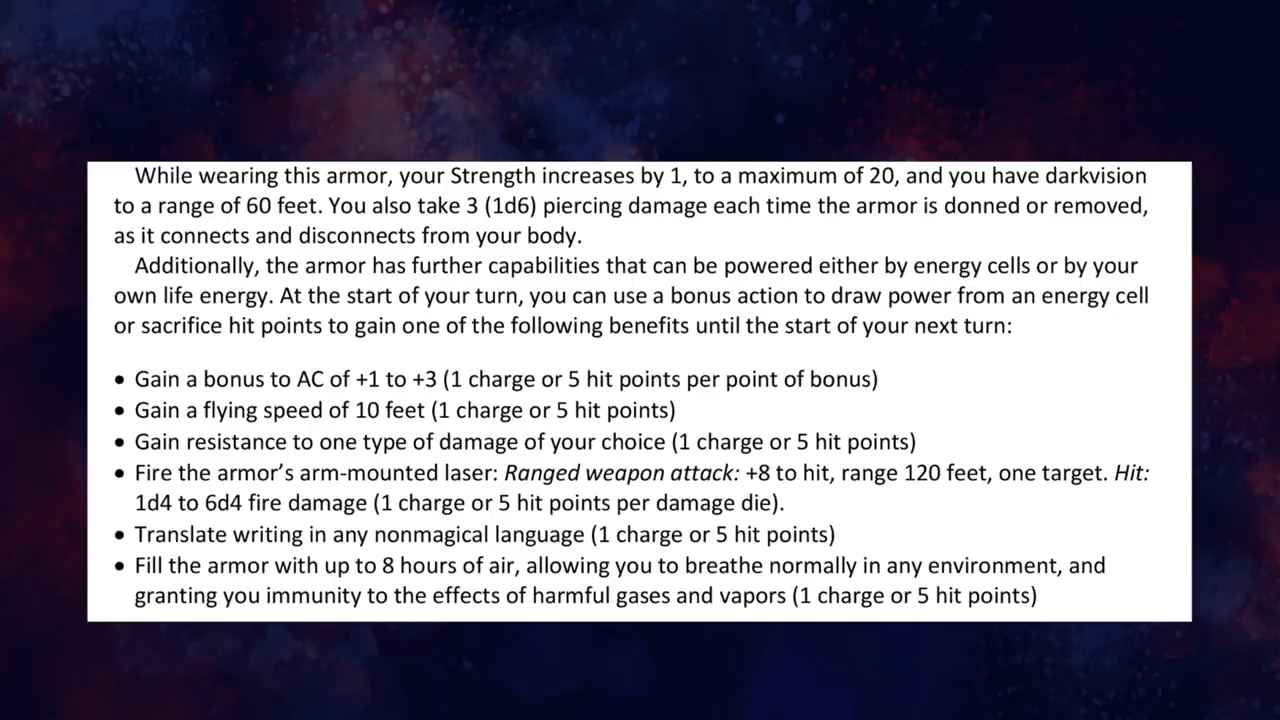 While wearing this armor, your Strength increases by 1, to a maximum of 20, and you have darkvision
to a range of 60 feet. You also take 3 (1d6) piercing damage each time the armor is donned or removed,
as it connects and disconnects from your body.
Additionally, the armor has further capabilities that can be powered either by energy cells or by your
own life energy. At the start of your turn, you can use a bonus action to draw power from an energy cell
or sacrifice hit points to gain one of the following benefits until the start of your next turn:
• Gain a bonus to AC of +1 to +3 (1 charge or 5 hit points per point of bonus)
• Gain a flying speed of 10 feet (1 charge or 5 hit points)
• Gain resistance to one type of damage of your choice (1 charge or 5 hit points)
• Fire the armor’s arm-mounted laser: Ranged weapon attack: +8 to hit, range 120 feet, one target. Hit:
1d4 to 6d4 fire damage (1 charge or 5 hit points per damage die).
• Translate writing in any nonmagical language (1 charge or 5 hit points)
• Fill the armor with up to 8 hours of air, allowing you to breathe normally in any environment, and
granting you immunity to the effects of harmful gases and vapors (1 charge or 5 hit points)